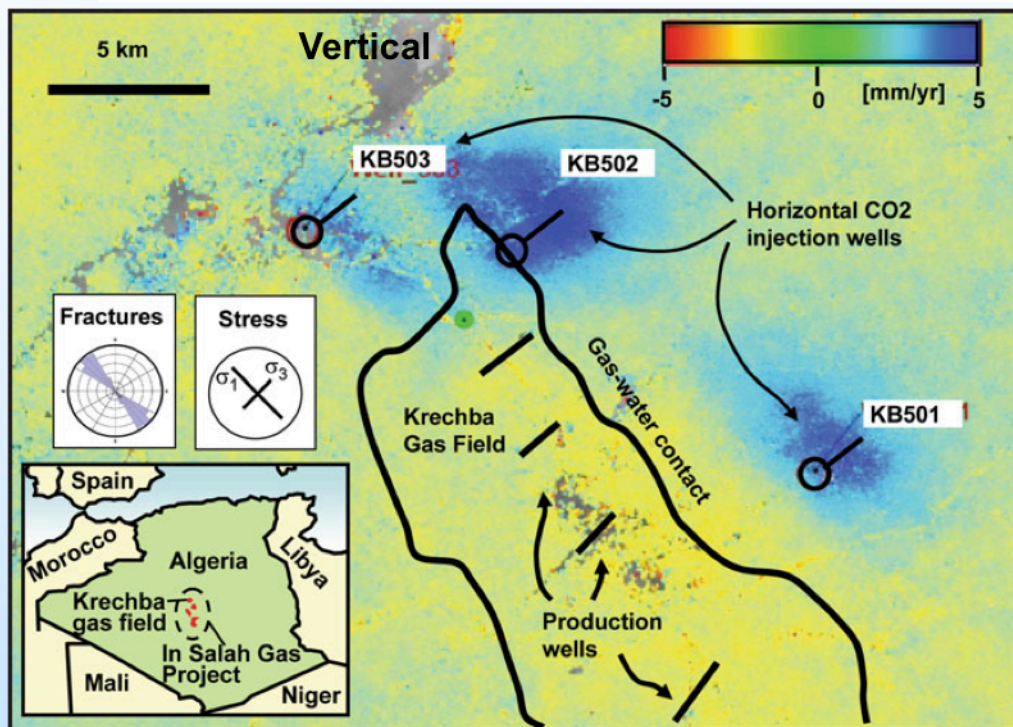 5 km
Vertical
-5
0
[mm/yr]
5
KB503
KB502
Horizontal CO2
injection wells
Fractures
Stress
σ1
σ3
Krechba
Gas Field
Gas-water contact
KB501
1
Production
wells
Spain
Morocco
Algeria
Libya
Krechba
gas field
In Salah Gas
Project
Mali
Niger